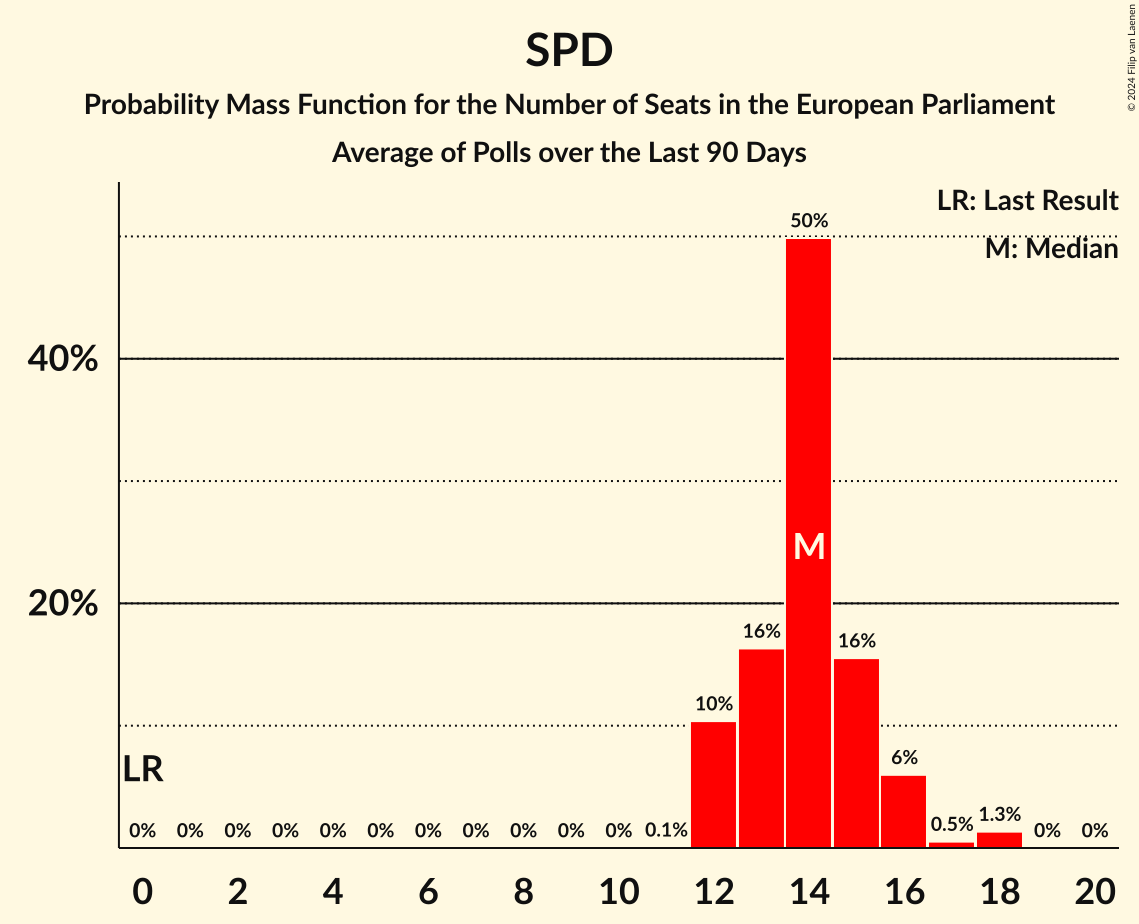 SPD
Probability Mass Function for the Number of Seats in the European Parliament
Average of Polls over the Last 90 Days
© 2024 Filip van Laenen
LR: Last Result
M: Median
50%
40%
M
20%
16%
16%
10%
LR
6%
0% 0% 0% 0% 0% 0% 0% 0% 0% 0% 0% 0.1% 0.5% 1.3% 0% 0%
0 2 4 6 8 10 12 14 16 18 20